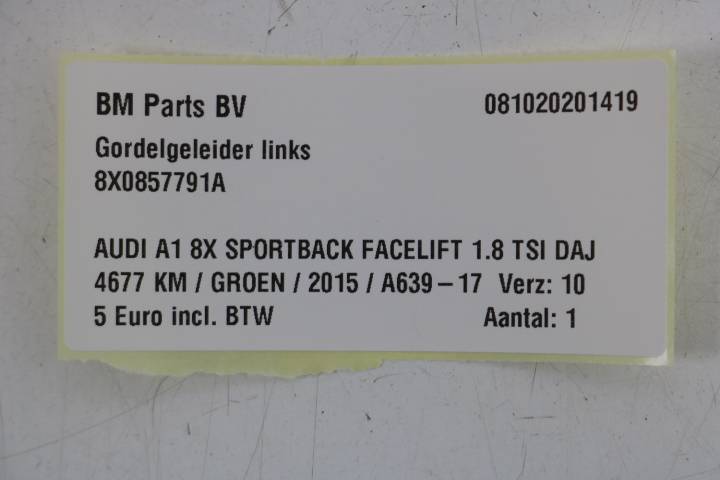 BM Parts BV 081020201419
Gordelgeleider links
8X0857791A
AUDI A1 8X SPORTBACK FACELIFT 1.8 TSI DAJ
4677 KM / GROEN / 2015 / A639-17 Verz: 10
5 Euro incl. BTW Aantal: 1